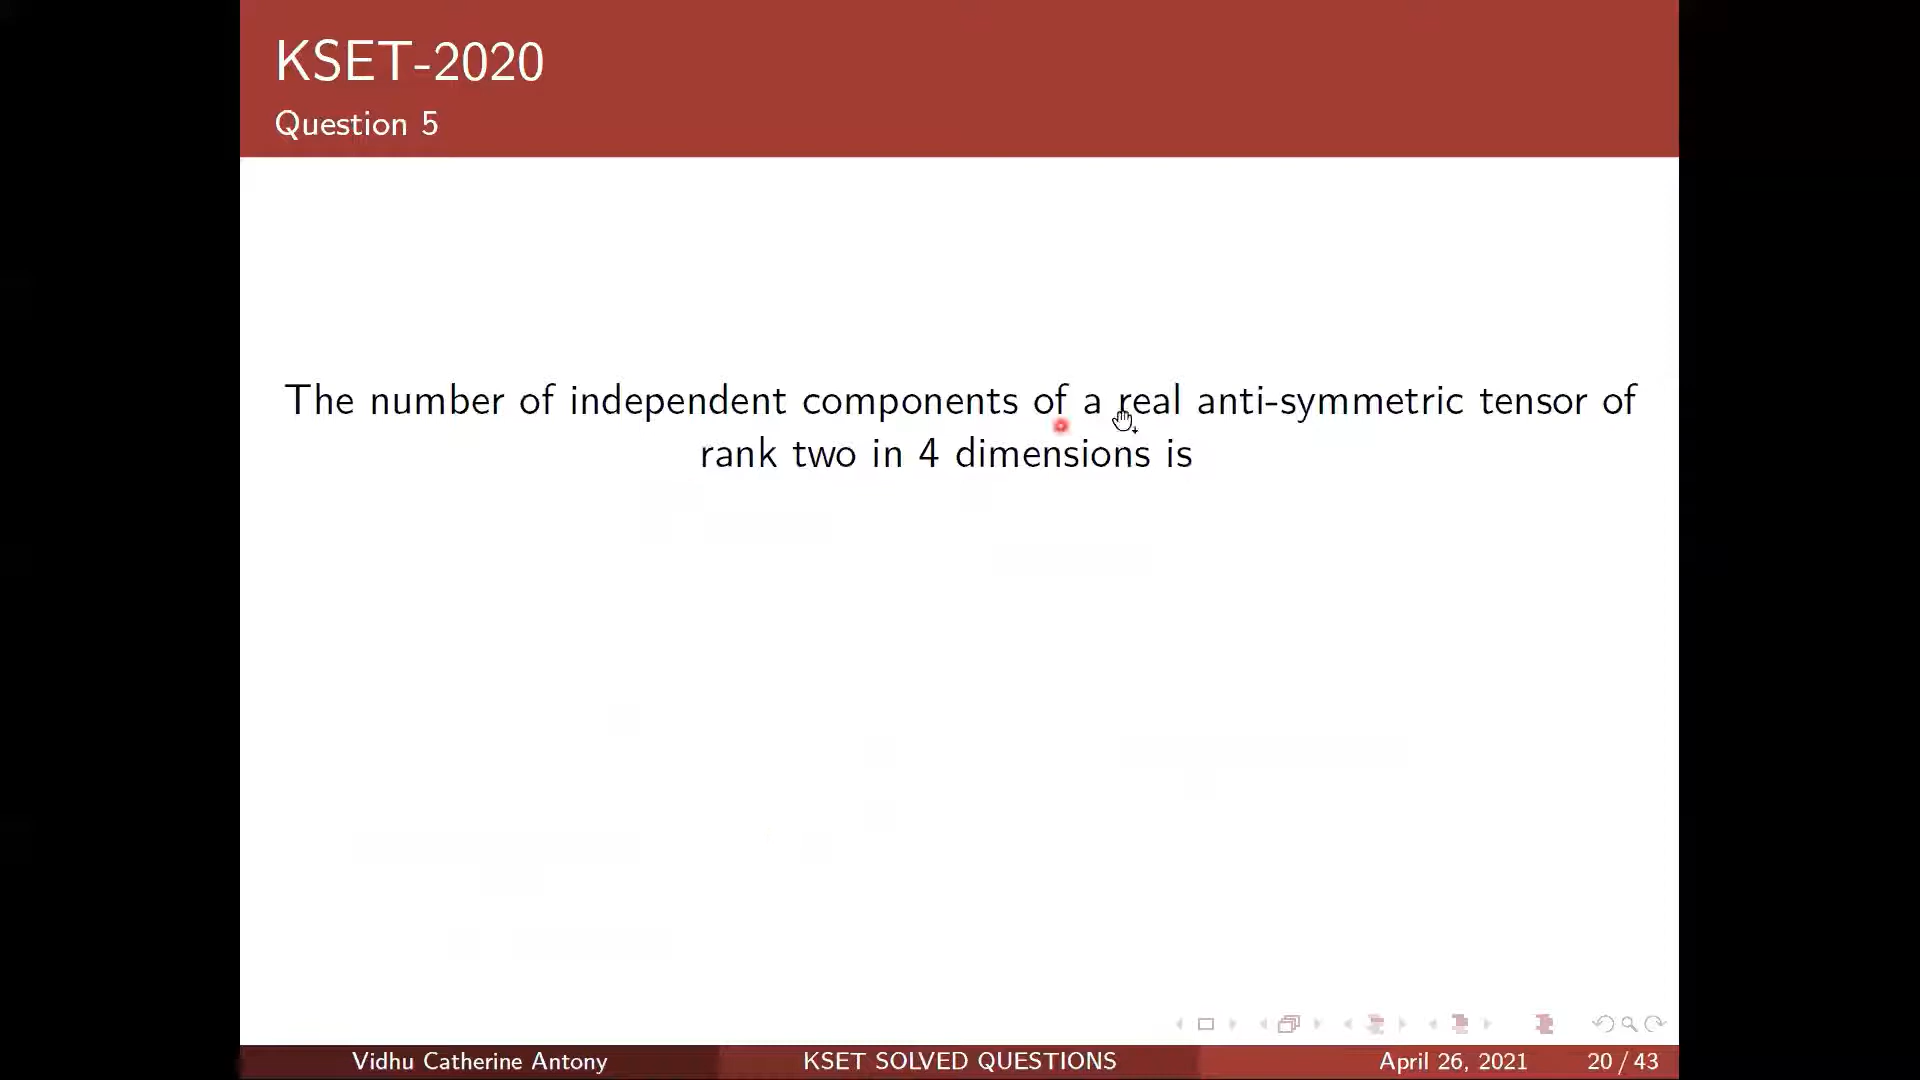 KSET-2020
Question 5
The number of independent components of a real anti-symmetric tensor of
rank two in 4 dimensions is
Vidhu Catherine Antony KSET SOLVED QUESTIONS April 26, 2021 20 / 43